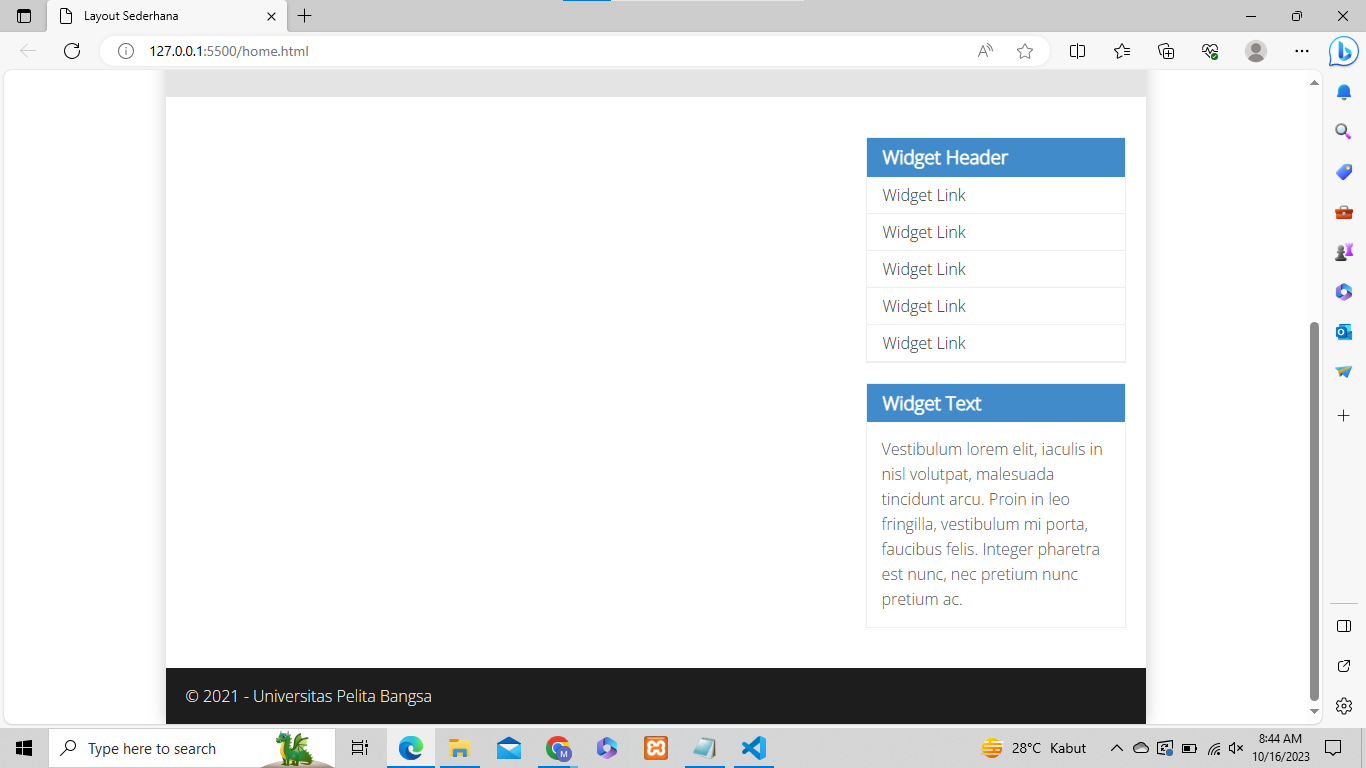 Layout Sederhana
127.0.0.1:5500/home.html
Widget Header
Widget Link
Widget Link
Widget Link
Widget Link
Widget Link
Widget Text
Vestibulum lorem elit, iaculis in
nisl volutpat, malesuada
tincidunt arcu. Proin in leo
fringilla, vestibulum mi porta,
faucibus felis. Integer pharetra
est nunc, nec pretium nunc
pretium ac.
© 2021 - Universitas Pelita Bangsa
Type here to search
M
28°C Kabut
8:44 AM
10/16/2023